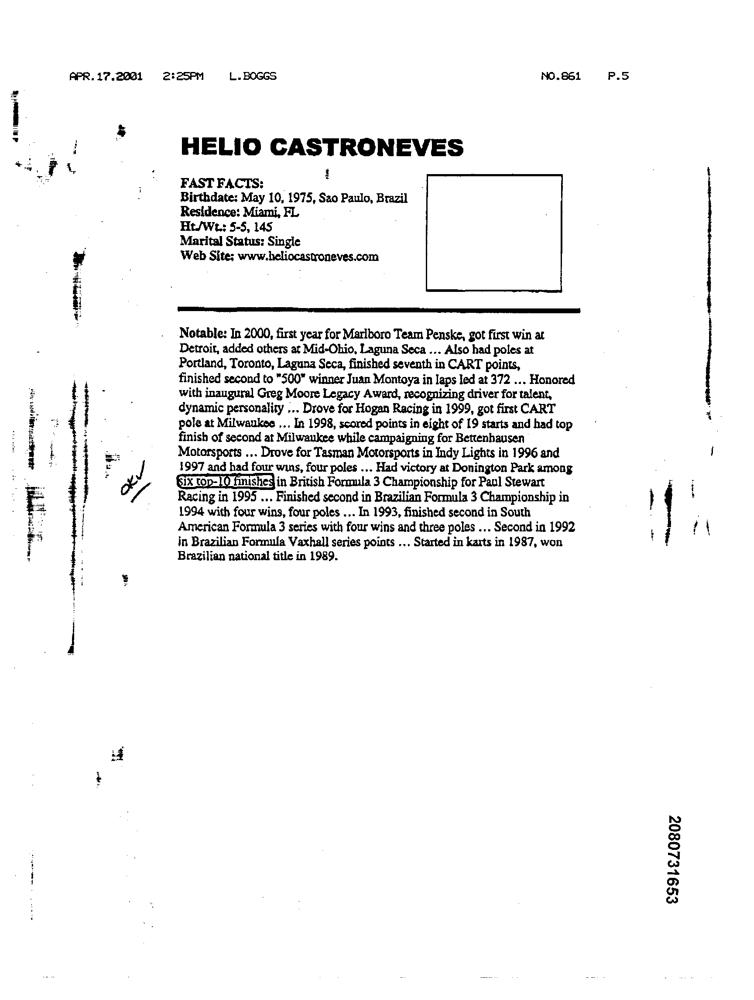 APR.17.2001 2:25PM L.BOGGS NO.861 P.5
HELIO CASTRONEVES
FAST FACTS:
Birthdate: May 10, 1975, Sao Paulo, Brazil
Residence: Miami, FL
Ht./Wt.: 5-5, 145
Marital Status: Single
Web Site: www.heliocastroneves.com
Notable: In 2000, first year for Marlboro Team Penske, got first win at
Detroit, added others at Mid-Ohio, Laguna Seca ... Also had poles at
Portland, Toronto, Laguna Seca, finished seventh in CART points,
finished second to "500" winner Juan Montoya in laps led at 372 ... Honored
with inaugural Greg Moore Legacy Award, recognizing driver for talent,
dynamic personality ... Drove for Hogan Racing in 1999, got first CART
pole at Milwaukee ... In 1998, scored points in eight of 19 starts and had top
finish of second at Milwaukee while campaigning for Bettenhausen
Motorsports ... Drove for Tasman Motorsports in Indy Lights in 1996 and
1997 and had four wins, four poles ... Had victory at Donington Park among
six top-10 finishes in British Formula 3 Championship for Paul Stewart
Racing in 1995 ... Finished second in Brazilian Formula 3 Championship in
1994 with four wins, four poles ... In 1993, finished second in South
American Formula 3 series with four wins and three poles ... Second in 1992
in Brazilian Formula Vaxhall series points ... Started in karts in 1987, won
Brazilian national title in 1989.
2080731653